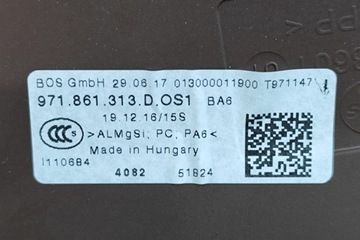 BOS GmbH 29.06.17 013000011900 T971147
971.861.313.D.OS1 BA6
19.12.16/15S
>ALMgSi, PC, PA6<
Made in Hungary
I110684
4082 51824